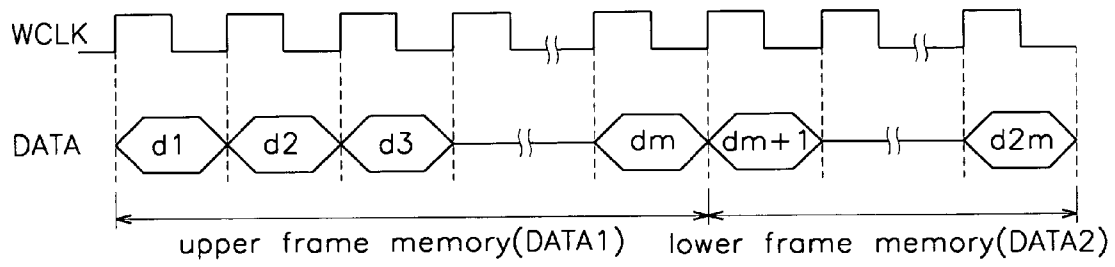 WCLK
DATA d1 d2 d3 dm dm+1 d2m
upper frame memory(DATA1) lower frame memory(DATA2)